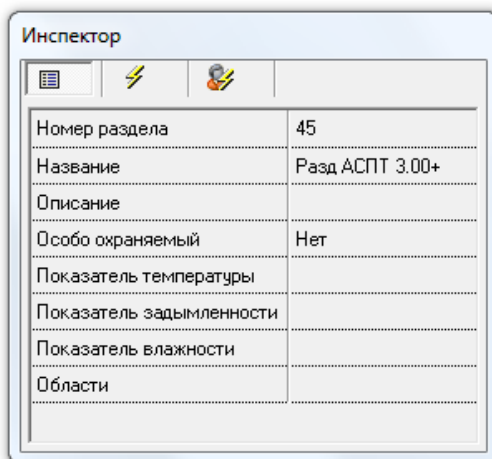 Инспектор
Номер раздела 45
Название Разд АСПТ 3.00+
Описание
Особо охраняемый Нет
Показатель температуры
Показатель задымленности
Показатель влажности
Области